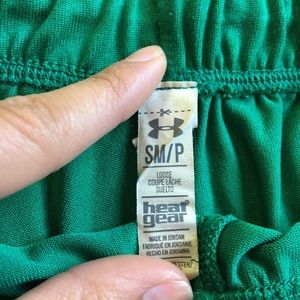 SM/P
LOOSE
COUPE LÂCHE
SUELTO
heat
gear
MADE IN JORDAN
FABRIQUÉ EN JORDANIE
HECHO EN JORDANIA